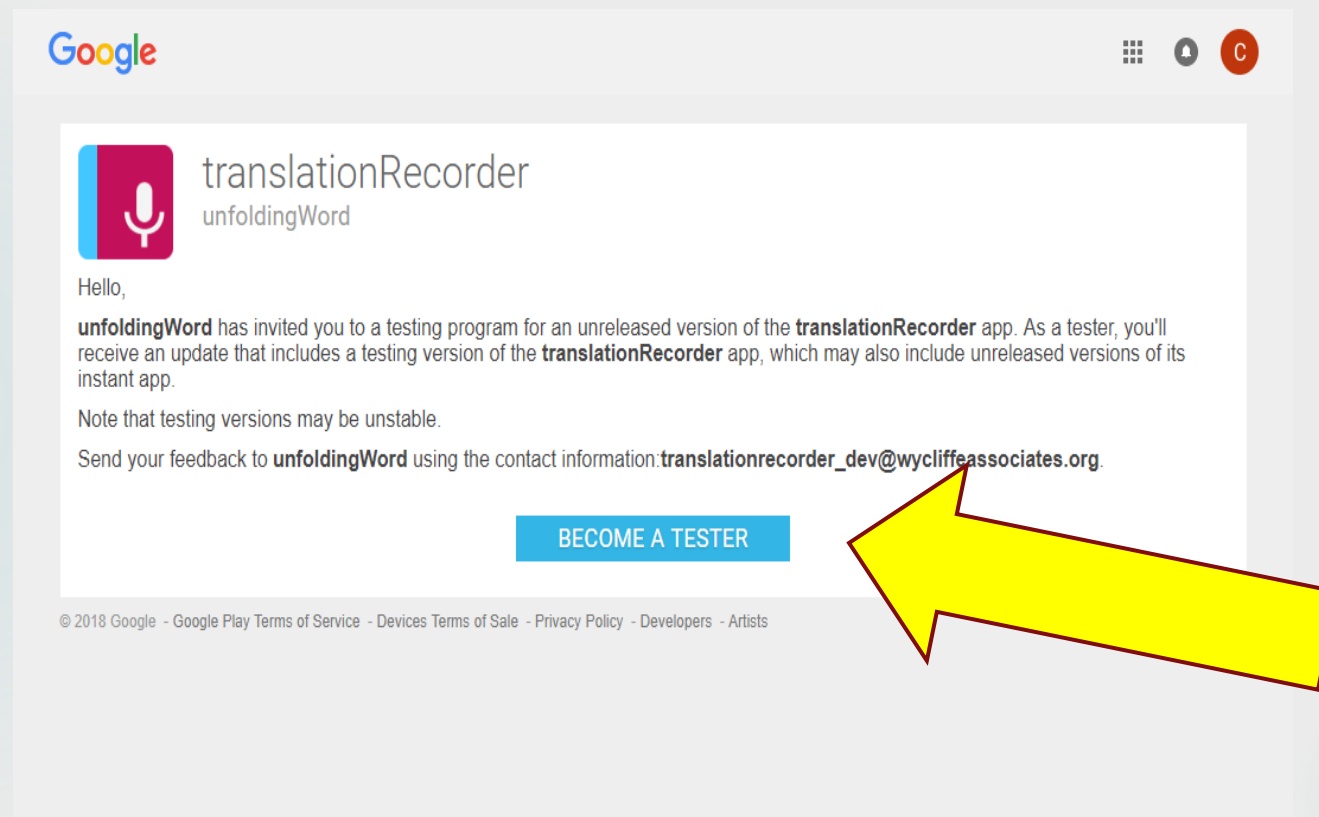 Google
C
translationRecorder
unfoldingWord
Hello,
unfoldingWord has invited you to a testing program for an unreleased version of the translationRecorder app. As a tester, you'll
receive an update that includes a testing version of the translationRecorder app, which may also include unreleased versions of its
instant app.
Note that testing versions may be unstable.
Send your feedback to unfoldingWord using the contact information:translationrecorder_dev@wycliffeassociates.org.
BECOME A TESTER
© 2018 Google - Google Play Terms of Service - Devices Terms of Sale - Privacy Policy - Developers - Artists